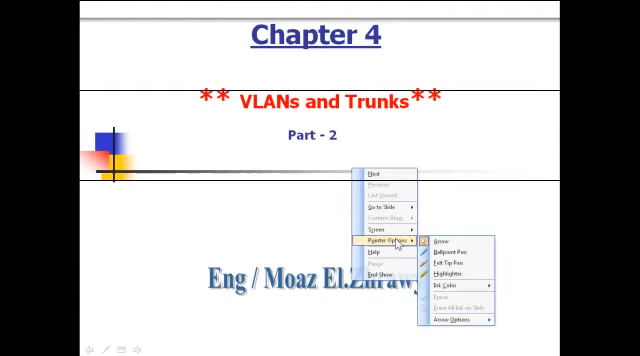 Chapter 4
** VLANs and Trunks**
Part - 2
Next
Previous
Last Viewed
Go to Slide
Custom Show
Screen
Pointer Options
Help
Pause
End Show
Arrow
Ballpoint Pen
Felt Tip Pen
Highlighter
Ink Color
Eraser
Erase All Ink on Slide
Arrow Options
Eng / Moaz